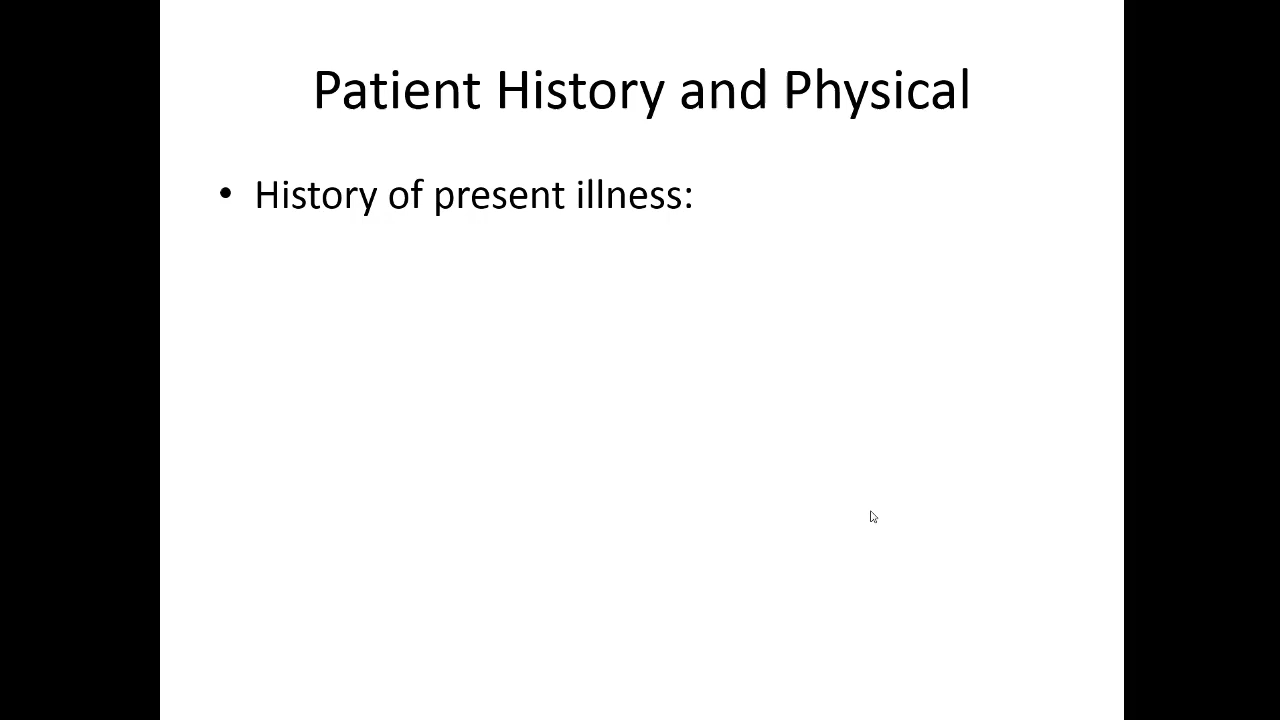 Patient History and Physical
• History of present illness: